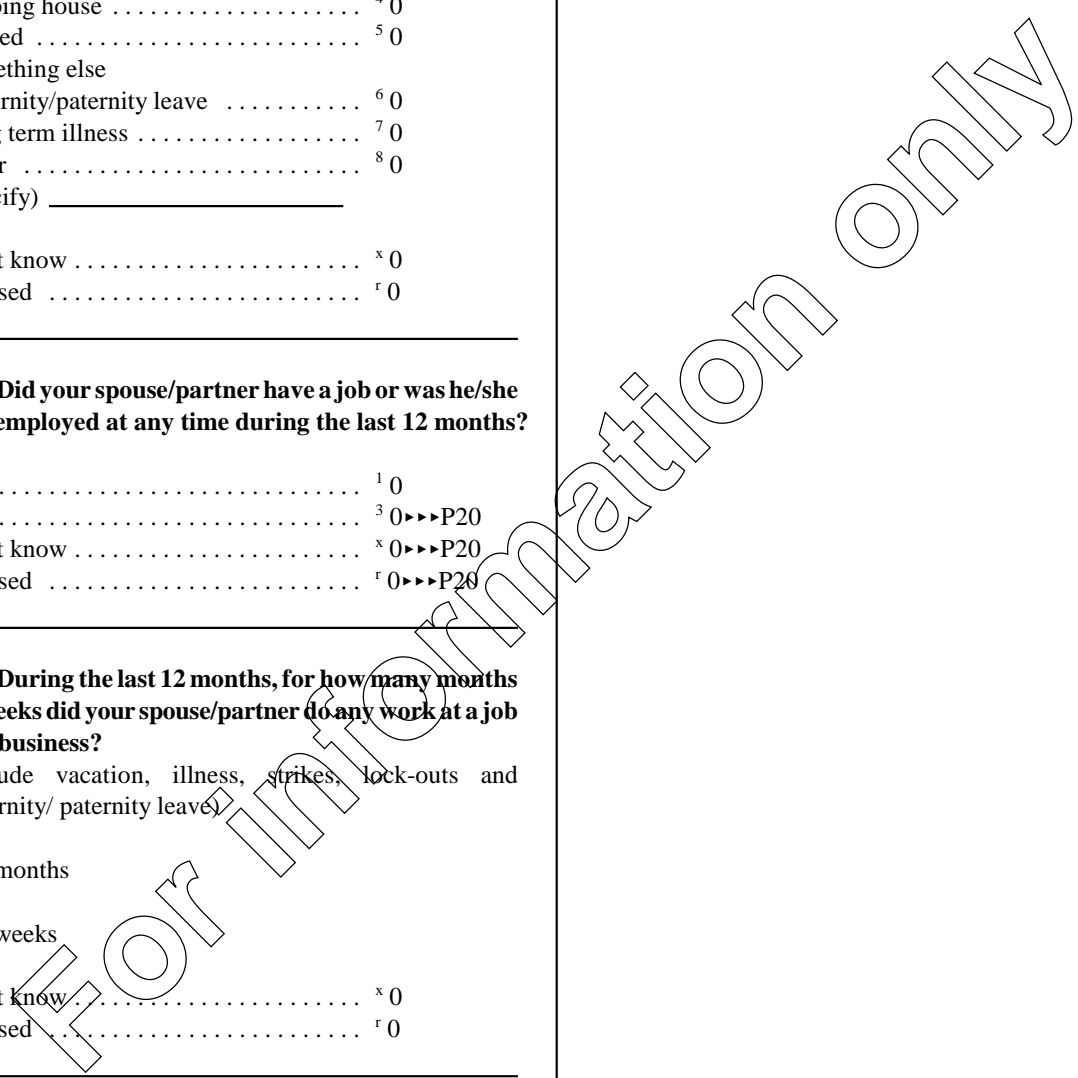 ping house . . . . . . . . . . . . . . . . . . . . . . 4 0
ed . . . . . . . . . . . . . . . . . . . . . . . . . . . . 5 0
ething else
rnity/paternity leave . . . . . . . . . . . . 6 0
term illness . . . . . . . . . . . . . . . . . . . . 7 0
r . . . . . . . . . . . . . . . . . . . . . . . . . . . . . 8 0
cify)
t know . . . . . . . . . . . . . . . . . . . . . . . . . x 0
sed . . . . . . . . . . . . . . . . . . . . . . . . . . . r 0
Did your spouse/partner have a job or was he/she
employed at any time during the last 12 months?
. . . . . . . . . . . . . . . . . . . . . . . . . . . . . . . 1 0
. . . . . . . . . . . . . . . . . . . . . . . . . . . . . . . 3 0▸▸▸P20
t know . . . . . . . . . . . . . . . . . . . . . . . . . x 0▸▸▸P20
sed . . . . . . . . . . . . . . . . . . . . . . . . . . . r 0▸▸▸P20
During the last 12 months, for how many months
eeks did your spouse/partner do any work at a job
business?
ude vacation, illness, strikes, lock-outs and
rnity/ paternity leave)
months
weeks
t know . . . . . . . . . . . . . . . . . . . . . . . . . x 0
sed . . . . . . . . . . . . . . . . . . . . . . . . . . . r 0
For information only